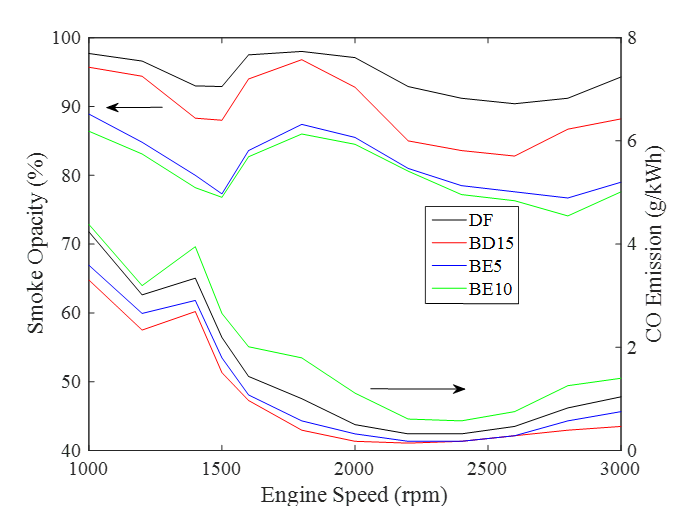 100
90
80
70
60
50
40
Smoke Opacity (%)
8
6
4
2
0
CO Emission (g/kWh)
DF
BD15
BE5
BE10
1000
1500
2000
2500
3000
Engine Speed (rpm)